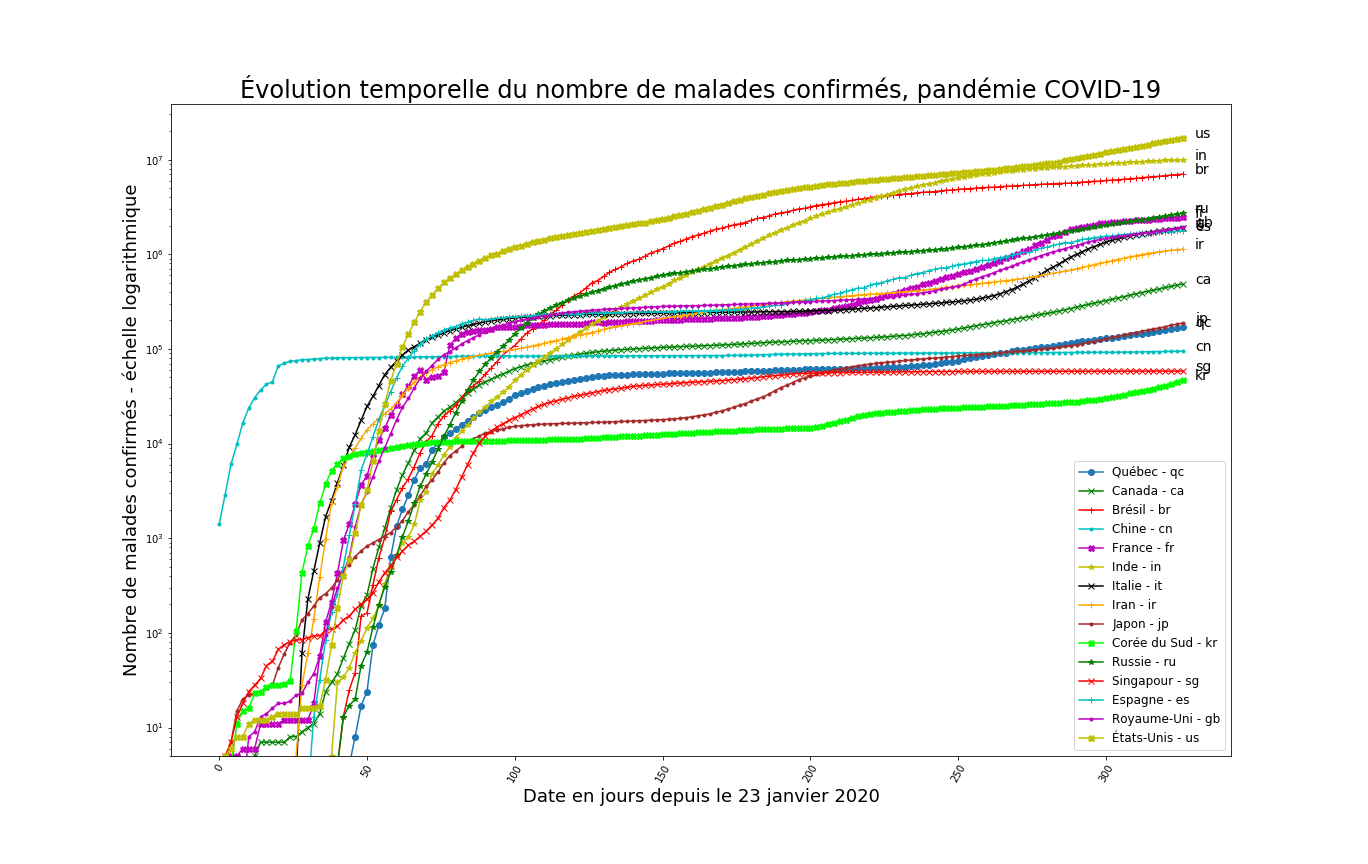 Évolution temporelle du nombre de malades confirmés, pandémie COVID-19
Nombre de malades confirmés - échelle logarithmique
10⁷
10⁶
10⁵
10⁴
10³
10²
10¹
us
in
br
ru
gb
es
ir
ca
jp
qc
cn
sg
kr
Québec - qc
Canada - ca
Brésil - br
Chine - cn
France - fr
Inde - in
Italie - it
Iran - ir
Japon - jp
Corée du Sud - kr
Russie - ru
Singapour - sg
Espagne - es
Royaume-Uni - gb
États-Unis - us
0
50
100
150
200
250
300
Date en jours depuis le 23 janvier 2020